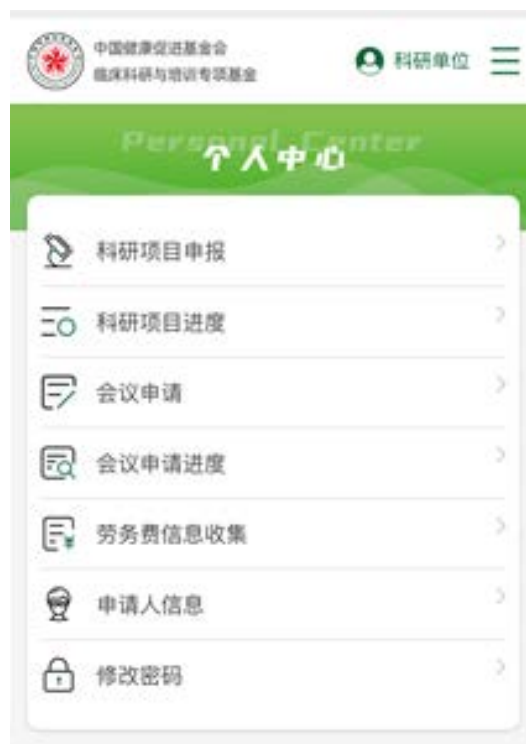 中国健康促进基金会
临床科研与培训专项基金
科研单位
Personal Center
个人中心
科研项目申报
科研项目进度
会议申请
会议申请进度
劳务费信息收集
申请人信息
修改密码